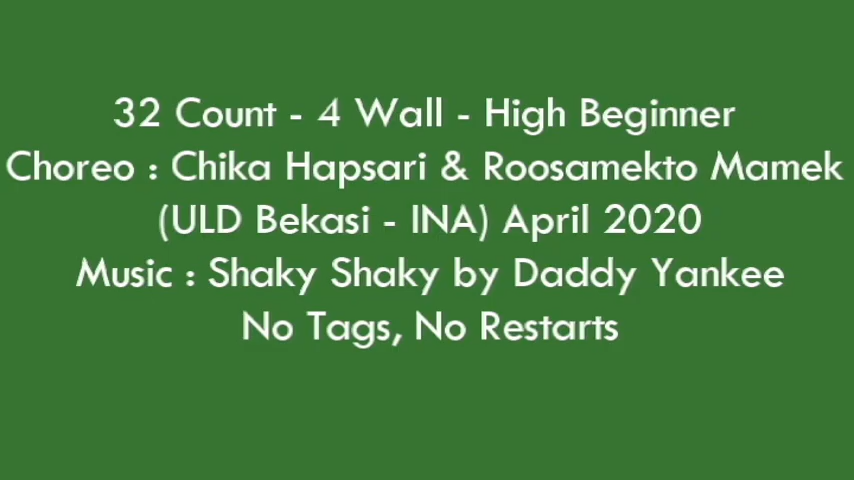 32 Count - 4 Wall - High Beginner
Choreo : Chika Hapsari & Roosamekto Mamek
(ULD Bekasi - INA) April 2020
Music : Shaky Shaky by Daddy Yankee
No Tags, No Restarts